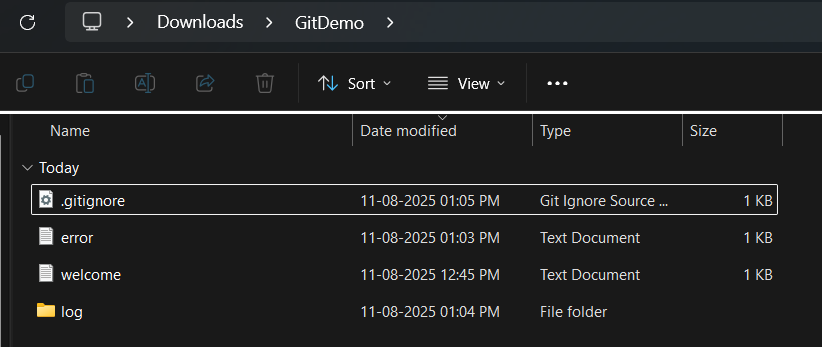 Downloads > GitDemo >
Sort View
Name Date modified Type Size
Today
.gitignore 11-08-2025 01:05 PM Git Ignore Source ... 1 KB
error 11-08-2025 01:03 PM Text Document 1 KB
welcome 11-08-2025 12:45 PM Text Document 1 KB
log 11-08-2025 01:04 PM File folder